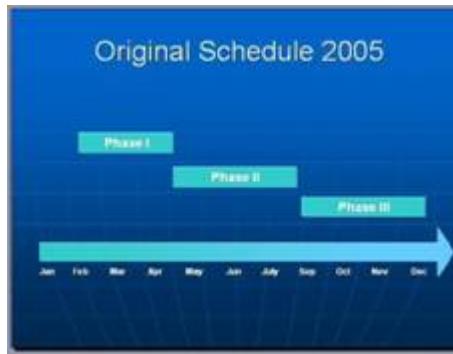 Original Schedule 2005
Phase I
Phase II
Phase III
Jan Feb Mar Apr May Jun July Sep Oct Nov Dec